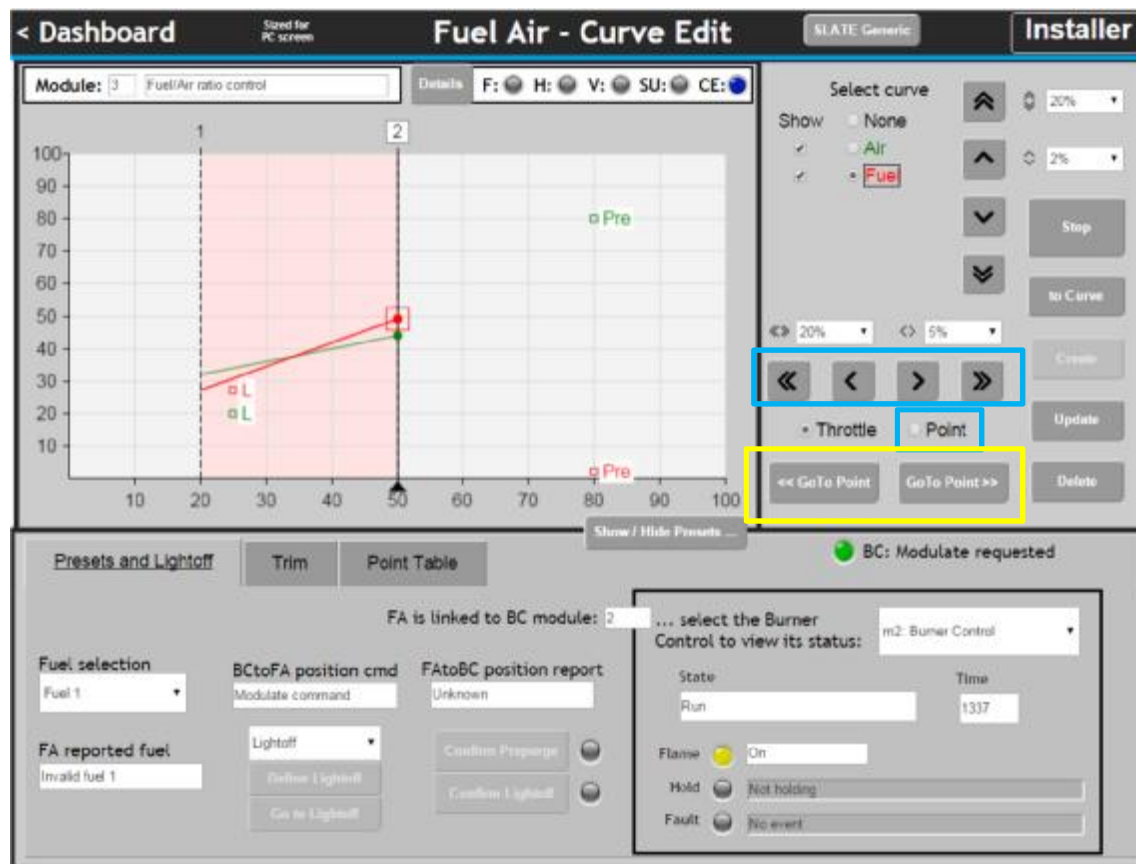 < Dashboard
Sized for
PC screen
Fuel Air - Curve Edit
SLATE Generic
Installer
Module: 3 Fuel/Air ratio control
Details
F: H: V: SU: CE:
1 2
100
90
80
70
60
50
40
30
20
10
Pre
L
L
Pre
10 20 30 40 50 60 70 80 90 100
Select curve
Show None
Air
Fuel
20%
2%
Stop
to Curve
20% <> 5%
Create
Throttle Point
Update
<< GoTo Point
GoTo Point >>
Delete
Show / Hide Presets ...
Presets and Lightoff
Trim
Point Table
BC: Modulate requested
FA is linked to BC module: 2
... select the Burner
Control to view its status:
m2: Burner Control
Fuel selection
Fuel 1
BCtoFA position cmd
Modulate command
FAtoBC position report
Unknown
State
Run
Time
1337
FA reported fuel
Invalid fuel 1
Lightoff
Define Lightoff
Go to Lightoff
Confirm Prepurge
Confirm Lightoff
Flame On
Hold Not holding
Fault No event